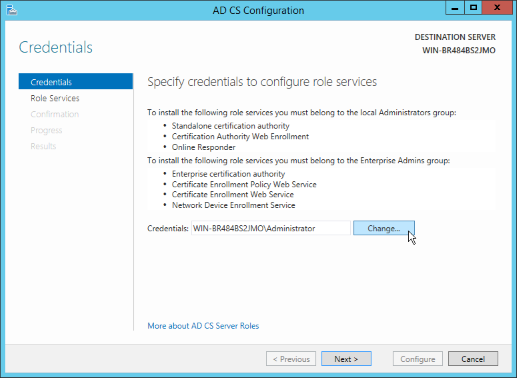 AD CS Configuration
Credentials
DESTINATION SERVER
WIN-BR484BS2JMO
Credentials
Role Services
Confirmation
Progress
Results
Specify credentials to configure role services
To install the following role services you must belong to the local Administrators group:
• Standalone certification authority
• Certification Authority Web Enrollment
• Online Responder
To install the following role services you must belong to the Enterprise Admins group:
• Enterprise certification authority
• Certificate Enrollment Policy Web Service
• Certificate Enrollment Web Service
• Network Device Enrollment Service
Credentials: WIN-BR484BS2JMO\Administrator Change...
More about AD CS Server Roles
< Previous Next > Configure Cancel